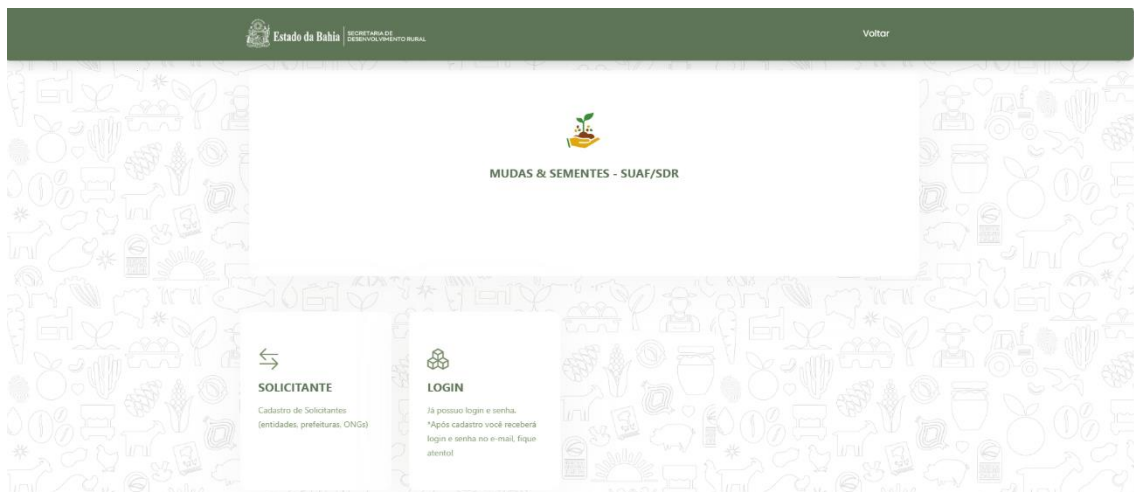 Estado da Bahia
SECRETARIA DE
DESENVOLVIMENTO RURAL
Voltar
MUDAS & SEMENTES - SUAF/SDR
SOLICITANTE
Cadastro de Solicitantes
(entidades, prefeituras, ONGs)
LOGIN
Já possuo login e senha.
*Após cadastro você receberá
login e senha no e-mail, fique
atento!